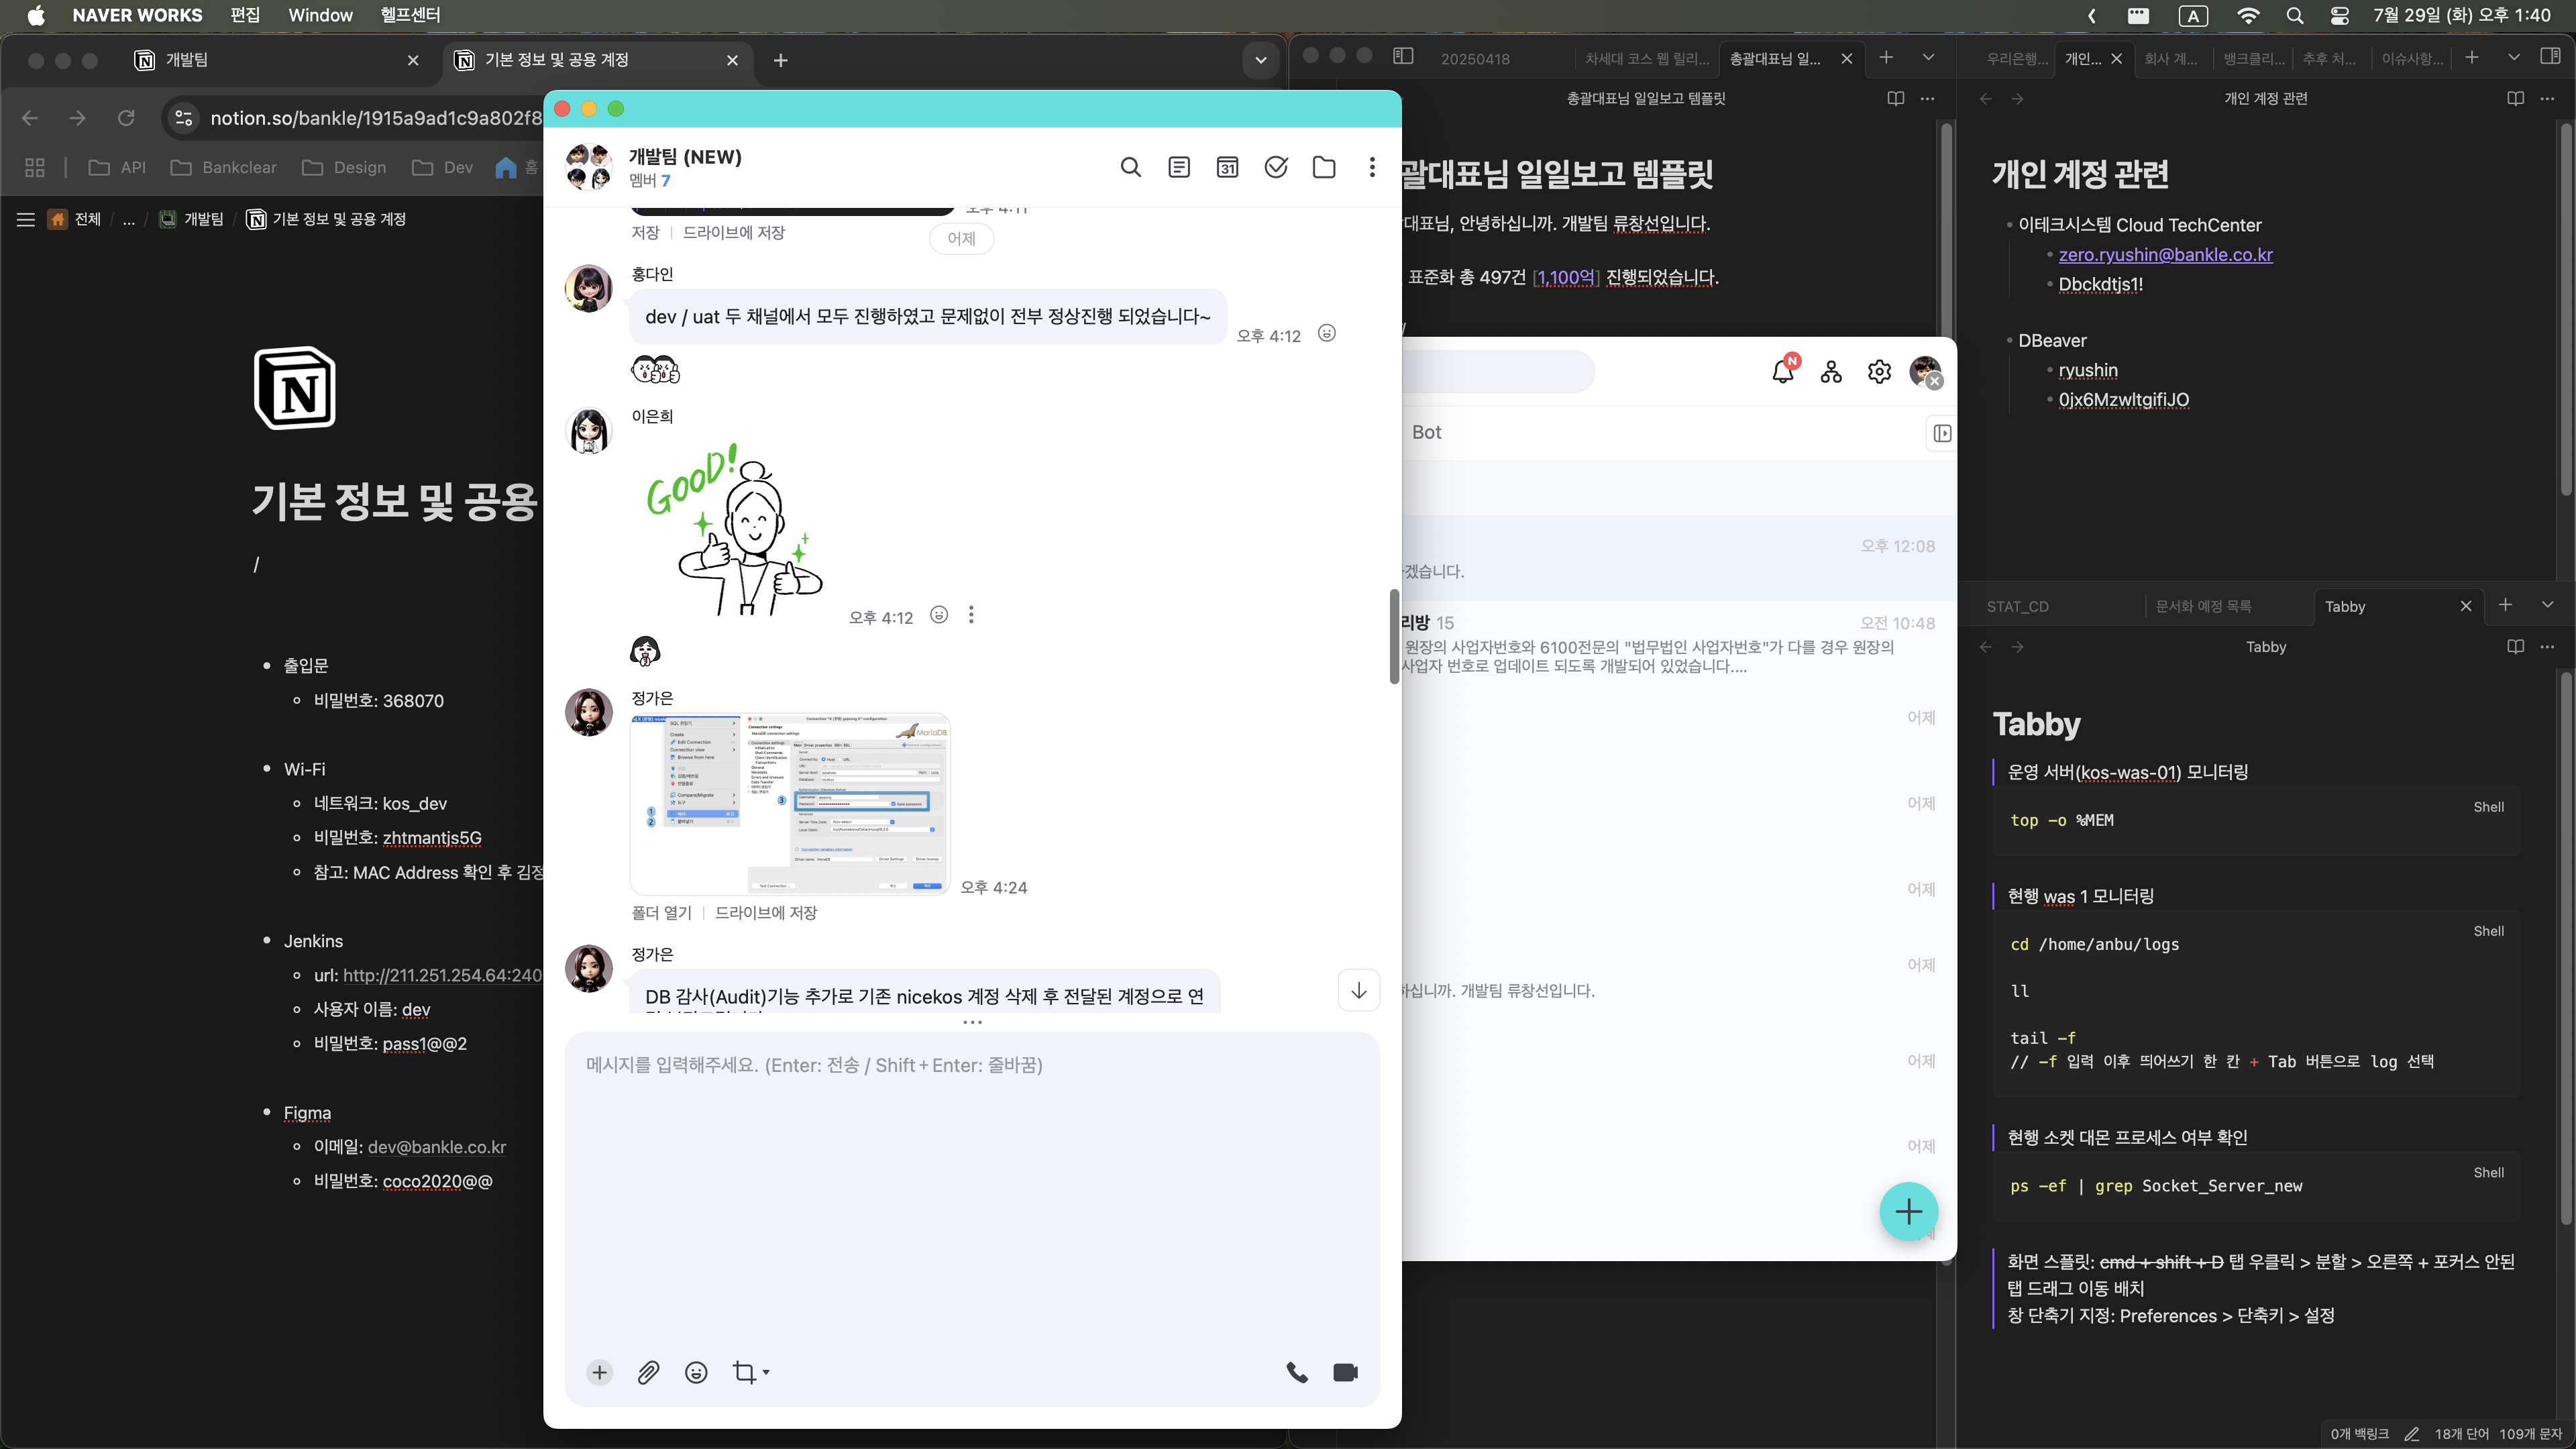 NAVER WORKS 편집 Window 헬프센터
A 7월 29일 (화) 오후 1:40
개발팀
기본 정보 및 공용 계정
notion.so/bankle/1915a9ad1c9a802f8
API Bankclear Design Dev 홈
전체 / ... / 개발팀 / 기본 정보 및 공용 계정
기본 정보 및 공용
/
출입문
비밀번호: 368070
Wi-Fi
네트워크: kos_dev
비밀번호: zhtmantjs5G
참고: MAC Address 확인 후 김정
Jenkins
url: http://211.251.254.64:240
사용자 이름: dev
비밀번호: pass1@@2
Figma
이메일: dev@bankle.co.kr
비밀번호: coco2020@@
개발팀 (NEW)
멤버 7
31
오후 4:11
저장 | 드라이브에 저장
어제
홍다인
dev / uat 두 채널에서 모두 진행하였고 문제없이 전부 정상진행 되었습니다~
오후 4:12
이은희
GOOD!
오후 4:12
정가은
MariaDB
오후 4:24
폴더 열기 | 드라이브에 저장
정가은
DB 감사(Audit)기능 추가로 기존 nicekos 계정 삭제 후 전달된 계정으로 연
메시지를 입력해주세요. (Enter: 전송 / Shift+Enter: 줄바꿈)
20250418 차세대 코스 웹 릴리... 총괄대표님 일...
총괄대표님 일일보고 템플릿
괄대표님 일일보고 템플릿
대표님, 안녕하십니까. 개발팀 류창선입니다.
표준화 총 497건 [1,100억] 진행되었습니다.
N
Bot
오후 12:08
겠습니다.
리방 15
오전 10:48
원장의 사업자번호와 6100전문의 "법무법인 사업자번호"가 다를 경우 원장의
사업자 번호로 업데이트 되도록 개발되어 있었습니다....
어제
어제
어제
어제
하십니까. 개발팀 류창선입니다.
어제
어제
우리은행... 개인... 회사 계... 뱅크클리... 추후 처... 이슈사항...
개인 계정 관련
개인 계정 관련
이테크시스템 Cloud TechCenter
zero.ryushin@bankle.co.kr
Dbckdtjs1!
DBeaver
ryushin
0jx6MzwltgifiJO
STAT_CD 문서화 예정 목록 Tabby
Tabby
Tabby
운영 서버(kos-was-01) 모니터링
Shell
top -o %MEM
현행 was 1 모니터링
Shell
cd /home/anbu/logs
ll
tail -f
// -f 입력 이후 띄어쓰기 한 칸 + Tab 버튼으로 log 선택
현행 소켓 대몬 프로세스 여부 확인
Shell
ps -ef | grep Socket_Server_new
화면 스플릿: cmd + shift + D 탭 우클릭 > 분할 > 오른쪽 + 포커스 안된
탭 드래그 이동 배치
창 단축기 지정: Preferences > 단축키 > 설정
0개 백링크 18개 단어 109개 문자